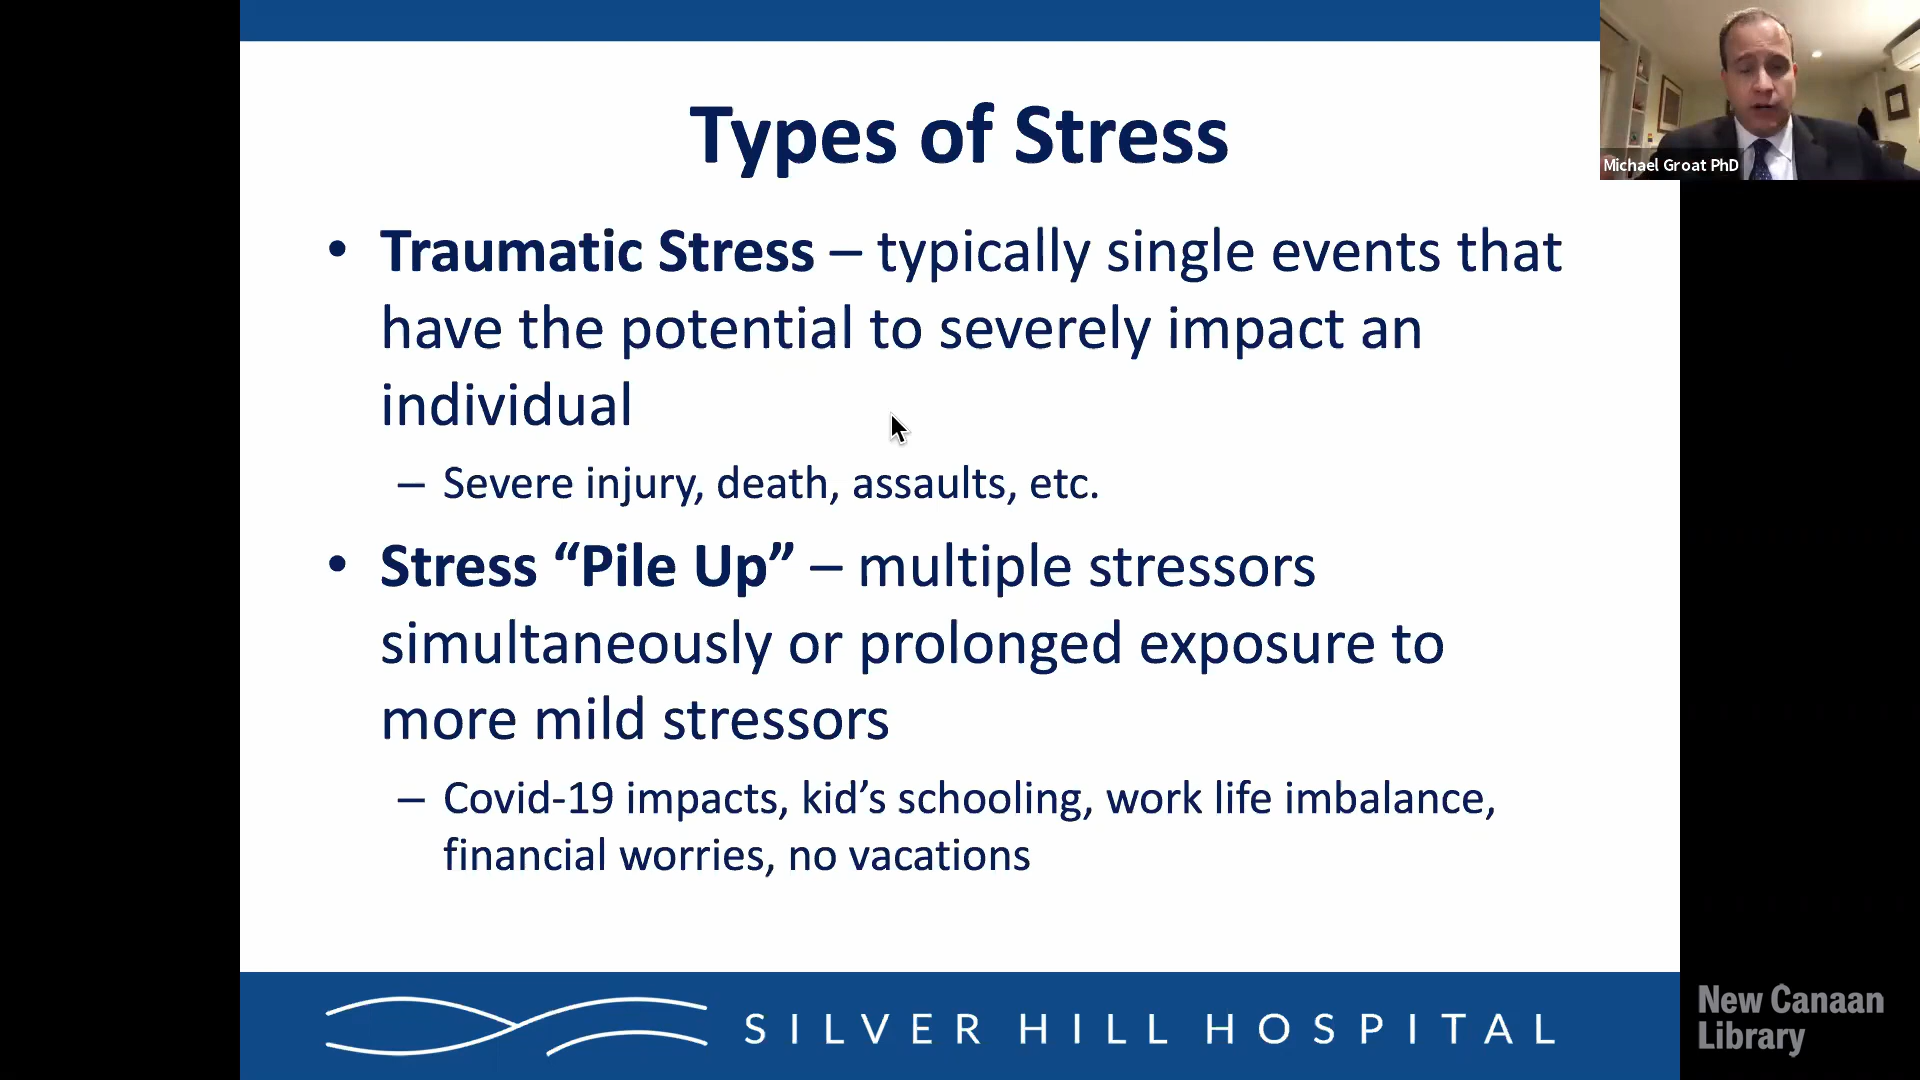 Types of Stress
• Traumatic Stress – typically single events that
have the potential to severely impact an
individual
– Severe injury, death, assaults, etc.
• Stress “Pile Up” – multiple stressors
simultaneously or prolonged exposure to
more mild stressors
– Covid-19 impacts, kid’s schooling, work life imbalance,
financial worries, no vacations
SILVER HILL HOSPITAL
Michael Groat PhD
New Canaan
Library